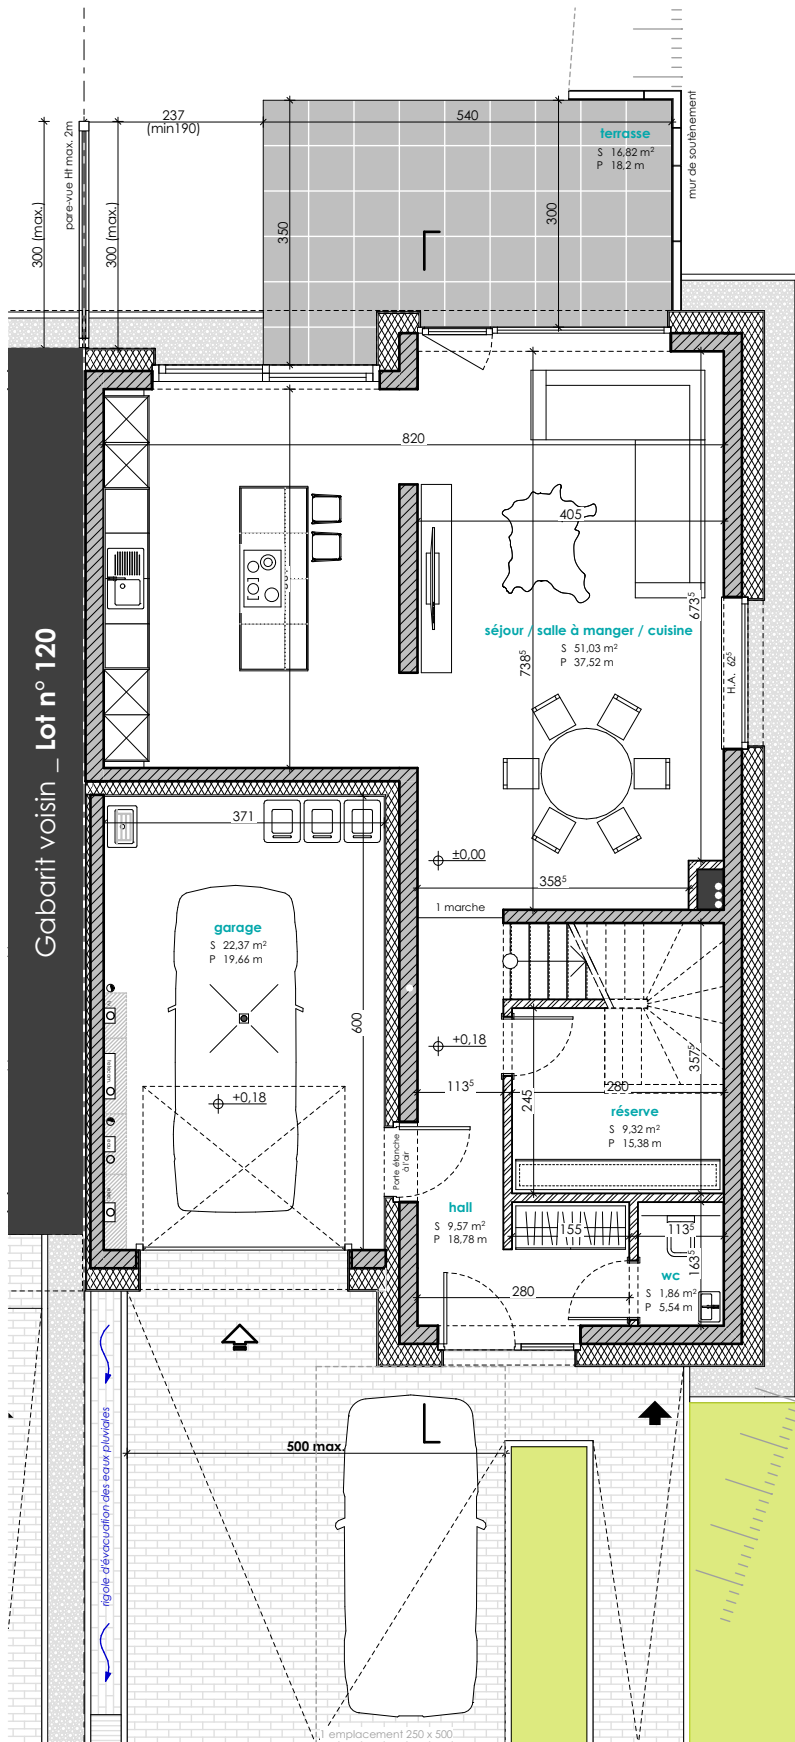 237
(min190)
540
terrasse
S 16,82 m²
P 18,2 m
mur de soutènement
pare-vue Ht max. 2m
300 (max.)
300 (max.)
350
300
820
405
673⁵
séjour / salle à manger / cuisine
S 51,03 m²
P 37,52 m
738⁵
H.A. 62⁵
Gabarit voisin _ Lot n° 120
371
±0,00
358⁵
1 marche
garage
S 22,37 m²
P 19,66 m
600
+0,18
357⁵
113⁵
280
245
+0,18
réserve
S 9,32 m²
P 15,38 m
Porte étanche
à l'air
hall
S 9,57 m²
P 18,78 m
155
113⁵
163⁵
wc
S 1,86 m²
P 5,54 m
280
500 max.
rigole d'évacuation des eaux pluviales
1 emplacement 250 x 500